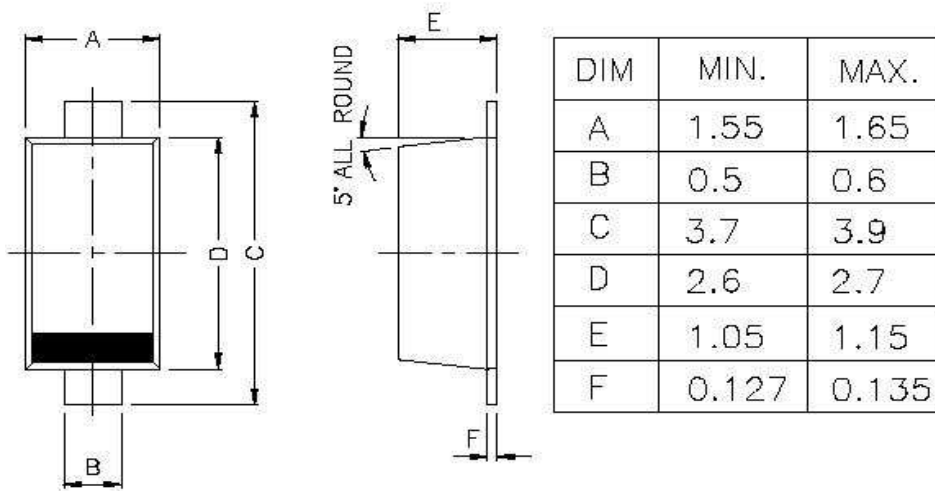 A
E
5° ALL ROUND
D
C
B
F
DIM MIN. MAX.
A 1.55 1.65
B 0.5 0.6
C 3.7 3.9
D 2.6 2.7
E 1.05 1.15
F 0.127 0.135